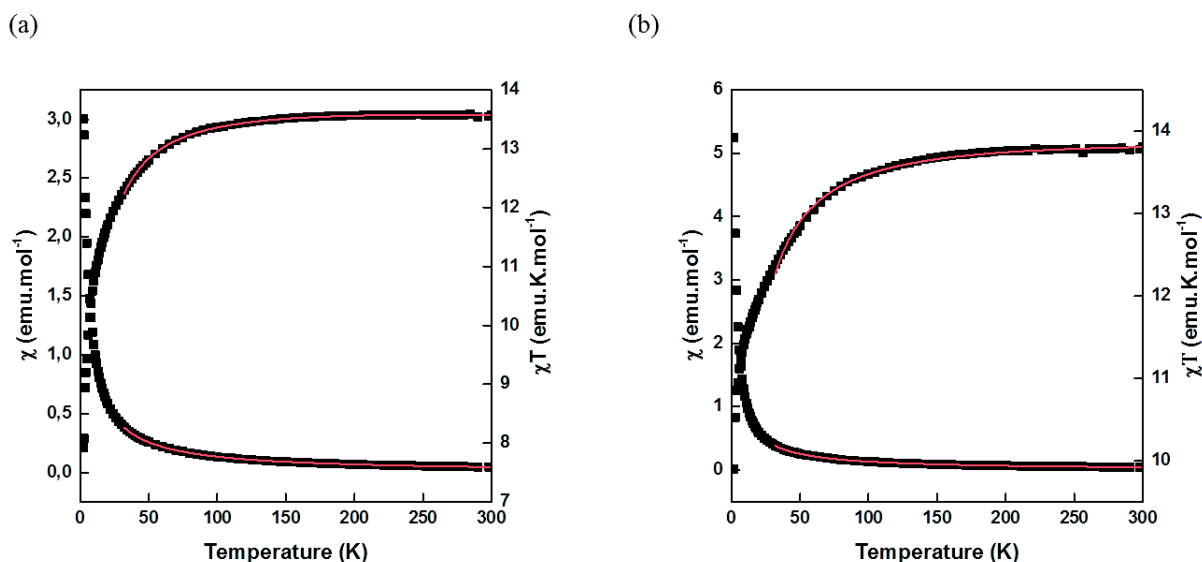 (a)
(b)
3,0
2,5
2,0
1,5
1,0
0,5
0,0
χ (emu.mol-1)
14
13
12
11
10
9
8
7
χT (emu.K.mol-1)
0 50 100 150 200 250 300
Temperature (K)
6
5
4
3
2
1
0
χ (emu.mol-1)
14
13
12
11
10
χT (emu.K.mol-1)
0 50 100 150 200 250 300
Temperature (K)